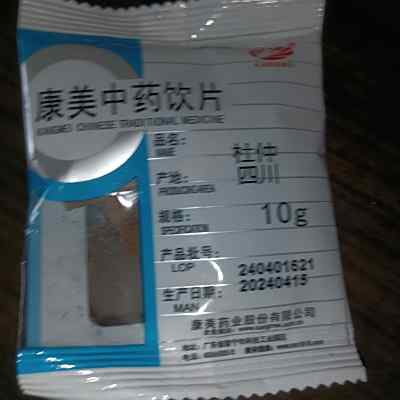 康美中药饮片
KANGMEI CHINESE TRADITIONAL MEDICINE
品名: 杜仲
NAME
产地: 四川
PRODUCING AREA
规格: 10g
SPECIFICATION
产品批号: 240401621
LOP
生产日期: 20240415
MAN
康美药业股份有限公司